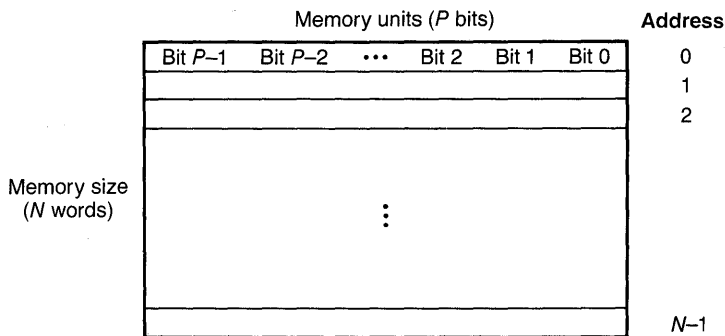 Memory units (P bits)
Address
Bit P–1 Bit P–2 ••• Bit 2 Bit 1 Bit 0 0
1
2
Memory size
(N words)
N–1